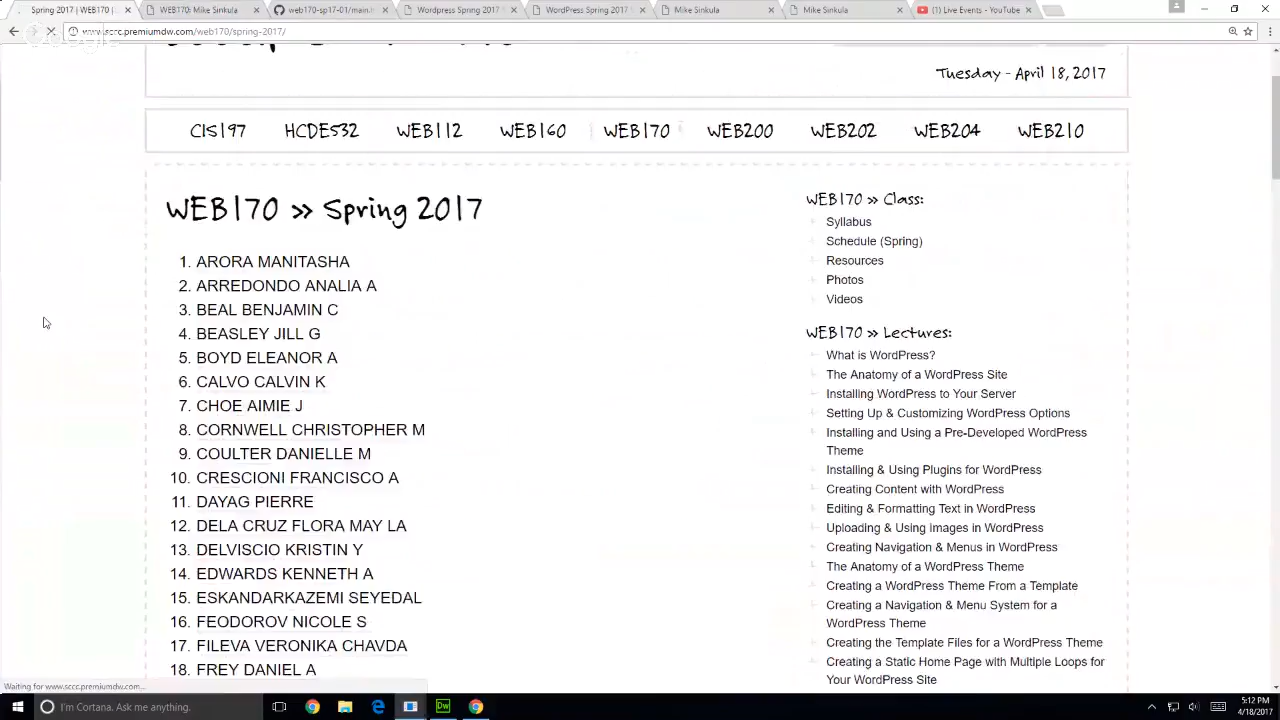 Spring 2017 | WEB170 |
WEB170: Mike Sinkula
web170-sp17-01/main.h
Wordpress Spring 2017
WordPress Spring 2017
Mike Sinkula
Mike Sinkula
(1) Live Events - YouTube
www.sccc.premiumdw.com/web170/spring-2017/
Tuesday - April 18, 2017
CIS197 HCDE532 WEB112 WEB160 WEB170 WEB200 WEB202 WEB204 WEB210
WEB170 » Spring 2017
1. ARORA MANITASHA
2. ARREDONDO ANALIA A
3. BEAL BENJAMIN C
4. BEASLEY JILL G
5. BOYD ELEANOR A
6. CALVO CALVIN K
7. CHOE AIMIE J
8. CORNWELL CHRISTOPHER M
9. COULTER DANIELLE M
10. CRESCIONI FRANCISCO A
11. DAYAG PIERRE
12. DELA CRUZ FLORA MAY LA
13. DELVISCIO KRISTIN Y
14. EDWARDS KENNETH A
15. ESKANDARKAZEMI SEYEDAL
16. FEODOROV NICOLE S
17. FILEVA VERONIKA CHAVDA
18. FREY DANIEL A
WEB170 » Class:
Syllabus
Schedule (Spring)
Resources
Photos
Videos
WEB170 » Lectures:
What is WordPress?
The Anatomy of a WordPress Site
Installing WordPress to Your Server
Setting Up & Customizing WordPress Options
Installing and Using a Pre-Developed WordPress
Theme
Installing & Using Plugins for WordPress
Creating Content with WordPress
Editing & Formatting Text in WordPress
Uploading & Using Images in WordPress
Creating Navigation & Menus in WordPress
The Anatomy of a WordPress Theme
Creating a WordPress Theme From a Template
Creating a Navigation & Menu System for a
WordPress Theme
Creating the Template Files for a WordPress Theme
Creating a Static Home Page with Multiple Loops for
Your WordPress Site
Waiting for www.sccc.premiumdw.com...
I'm Cortana. Ask me anything.
Dw
5:12 PM
4/18/2017